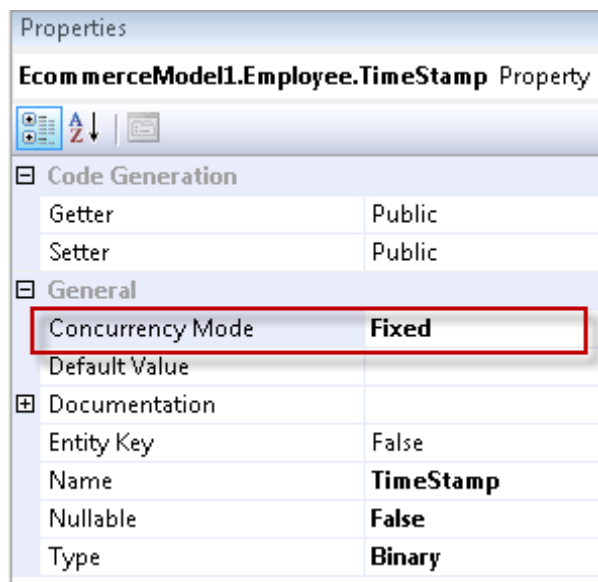 Properties
EcommerceModel1.Employee.TimeStamp Property
Code Generation
Getter Public
Setter Public
General
Concurrency Mode Fixed
Default Value
Documentation
Entity Key False
Name TimeStamp
Nullable False
Type Binary